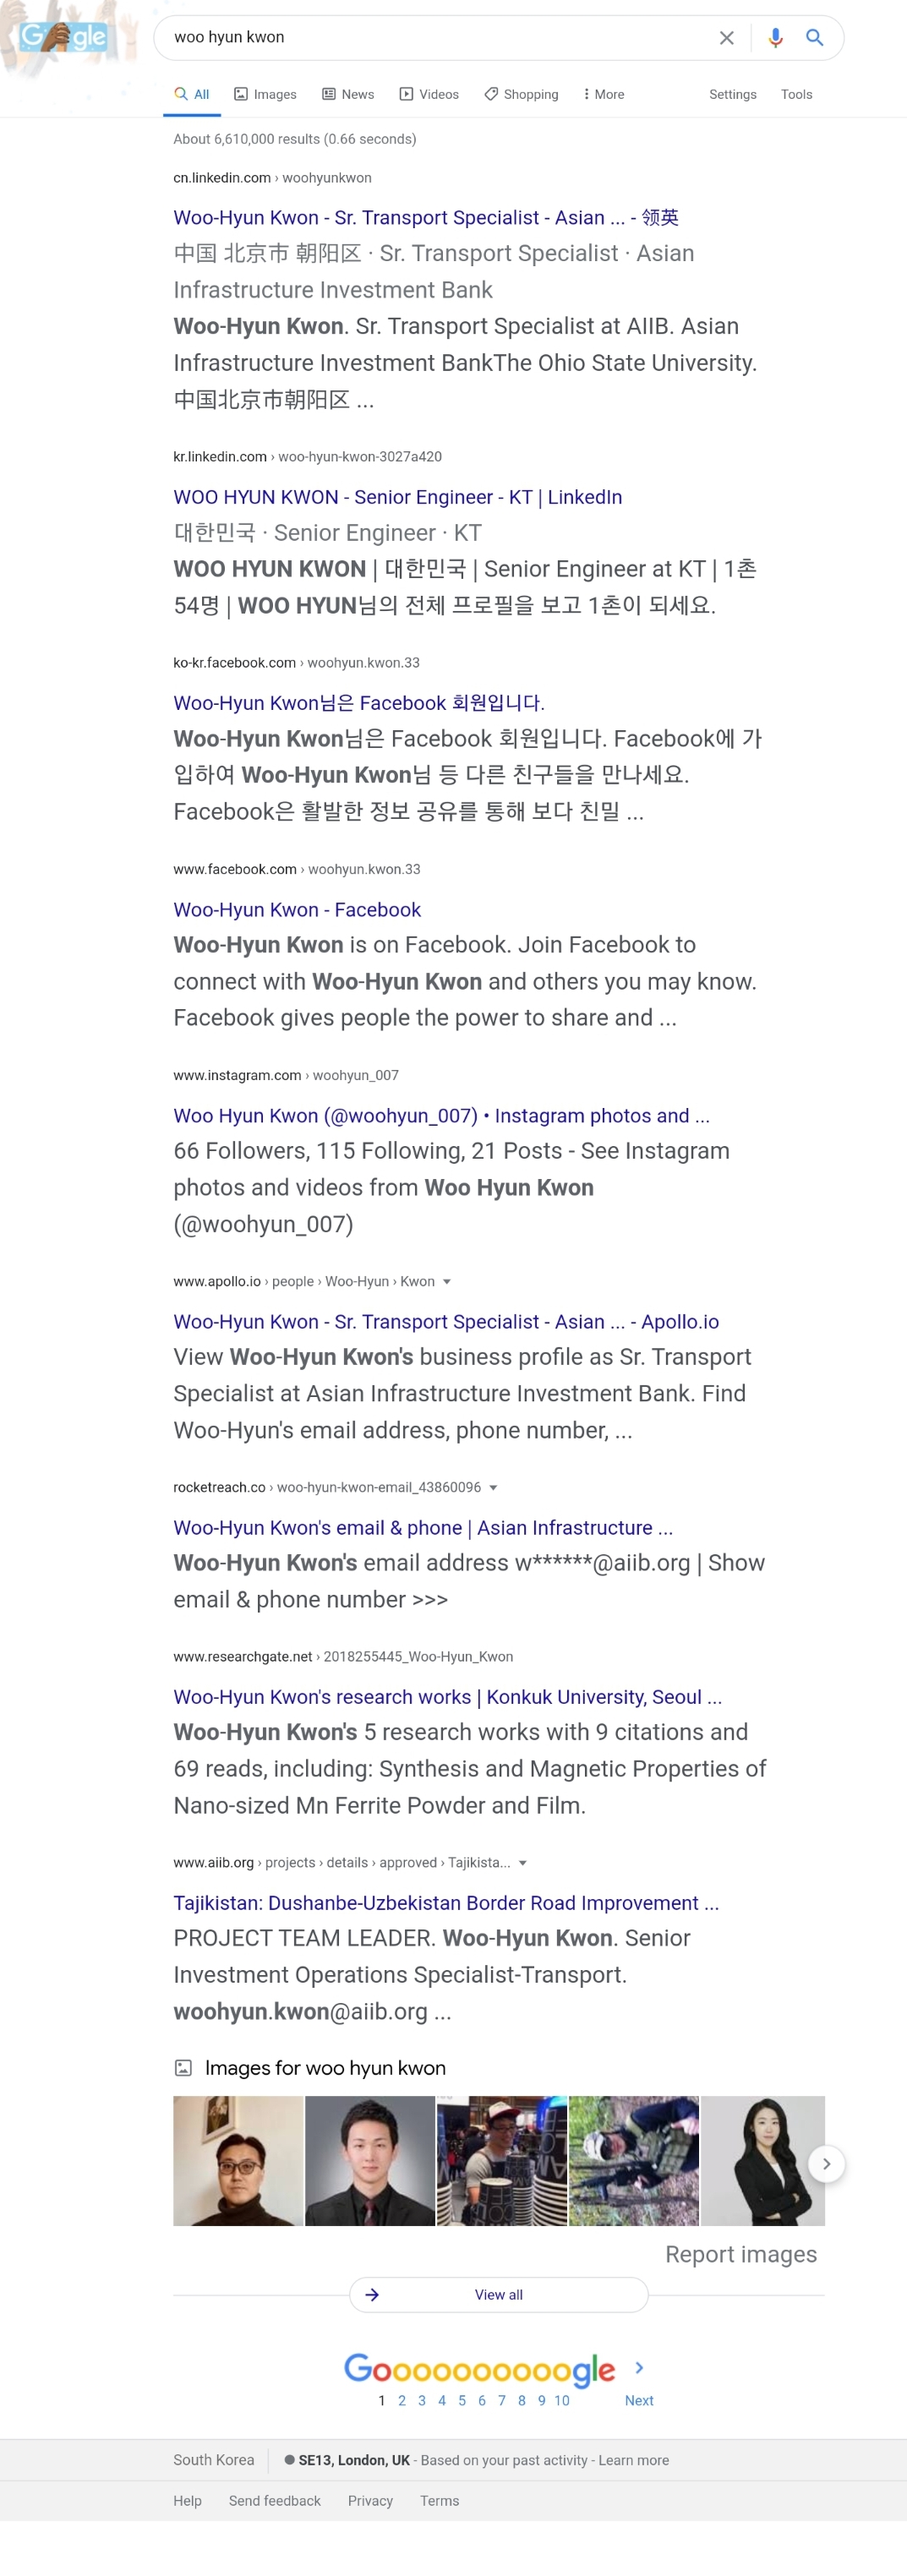 Google
woo hyun kwon
All Images News Videos Shopping More Settings Tools
About 6,610,000 results (0.66 seconds)
cn.linkedin.com › woohyunkwon
Woo-Hyun Kwon - Sr. Transport Specialist - Asian ... - 领英
中国 北京市 朝阳区 · Sr. Transport Specialist · Asian
Infrastructure Investment Bank
Woo-Hyun Kwon. Sr. Transport Specialist at AIIB. Asian
Infrastructure Investment BankThe Ohio State University.
中国北京市朝阳区 ...
kr.linkedin.com › woo-hyun-kwon-3027a420
WOO HYUN KWON - Senior Engineer - KT | LinkedIn
대한민국 · Senior Engineer · KT
WOO HYUN KWON | 대한민국 | Senior Engineer at KT | 1촌
54명 | WOO HYUN님의 전체 프로필을 보고 1촌이 되세요.
ko-kr.facebook.com › woohyun.kwon.33
Woo-Hyun Kwon님은 Facebook 회원입니다.
Woo-Hyun Kwon님은 Facebook 회원입니다. Facebook에 가
입하여 Woo-Hyun Kwon님 등 다른 친구들을 만나세요.
Facebook은 활발한 정보 공유를 통해 보다 친밀 ...
www.facebook.com › woohyun.kwon.33
Woo-Hyun Kwon - Facebook
Woo-Hyun Kwon is on Facebook. Join Facebook to
connect with Woo-Hyun Kwon and others you may know.
Facebook gives people the power to share and ...
www.instagram.com › woohyun_007
Woo Hyun Kwon (@woohyun_007) • Instagram photos and ...
66 Followers, 115 Following, 21 Posts - See Instagram
photos and videos from Woo Hyun Kwon
(@woohyun_007)
www.apollo.io › people › Woo-Hyun › Kwon
Woo-Hyun Kwon - Sr. Transport Specialist - Asian ... - Apollo.io
View Woo-Hyun Kwon's business profile as Sr. Transport
Specialist at Asian Infrastructure Investment Bank. Find
Woo-Hyun's email address, phone number, ...
rocketreach.co › woo-hyun-kwon-email_43860096
Woo-Hyun Kwon's email & phone | Asian Infrastructure ...
Woo-Hyun Kwon's email address w******@aiib.org | Show
email & phone number >>>
www.researchgate.net › 2018255445_Woo-Hyun_Kwon
Woo-Hyun Kwon's research works | Konkuk University, Seoul ...
Woo-Hyun Kwon's 5 research works with 9 citations and
69 reads, including: Synthesis and Magnetic Properties of
Nano-sized Mn Ferrite Powder and Film.
www.aiib.org › projects › details › approved › Tajikista...
Tajikistan: Dushanbe-Uzbekistan Border Road Improvement ...
PROJECT TEAM LEADER. Woo-Hyun Kwon. Senior
Investment Operations Specialist-Transport.
woohyun.kwon@aiib.org ...
Images for woo hyun kwon
Report images
View all
Goooooooooogle
1 2 3 4 5 6 7 8 9 10 Next
South Korea SE13, London, UK - Based on your past activity - Learn more
Help Send feedback Privacy Terms